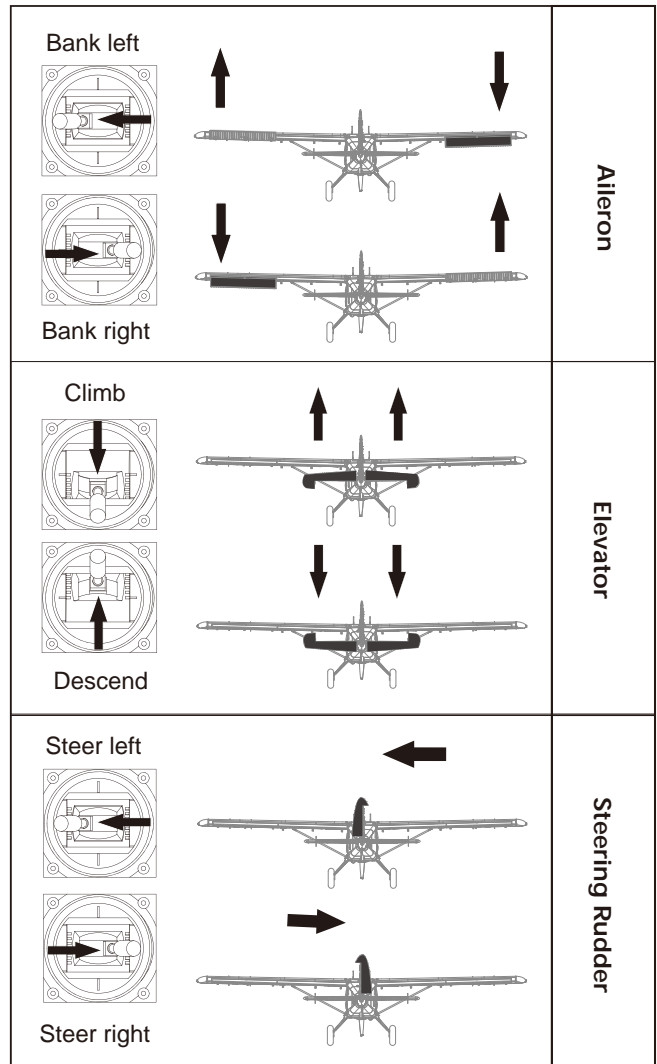 Bank left
Bank right
Aileron
Climb
Descend
Elevator
Steer left
Steer right
Steering Rudder